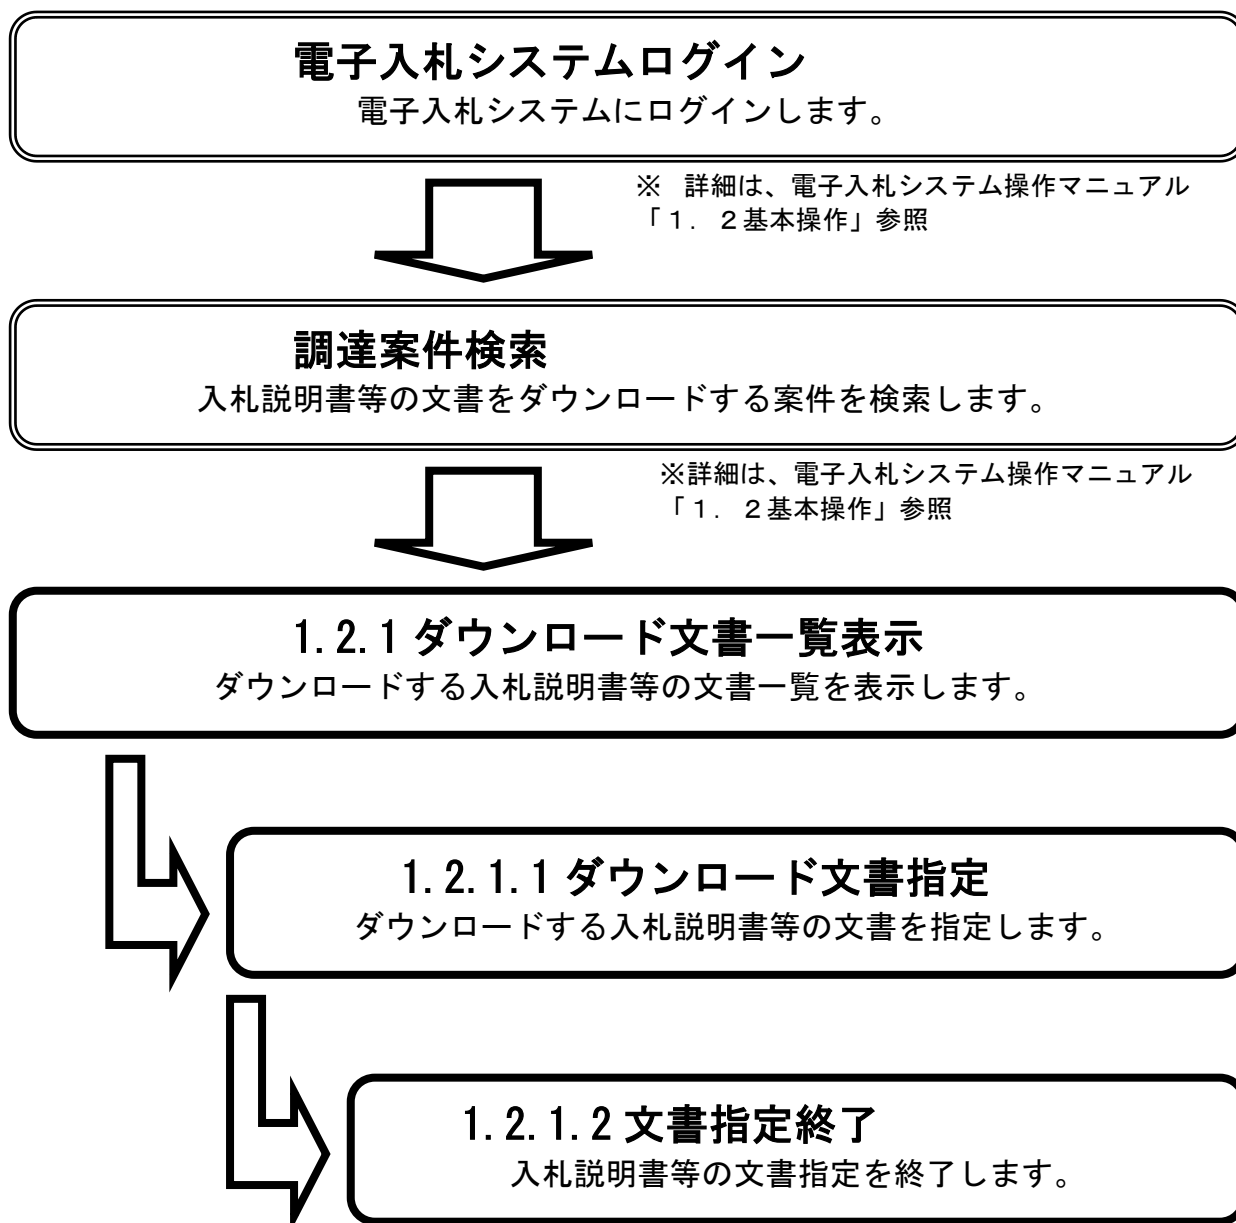 電子入札システムログイン
電子入札システムにログインします。
※　詳細は、電子入札システム操作マニュアル
「１．２基本操作」参照
調達案件検索
入札説明書等の文書をダウンロードする案件を検索します。
※詳細は、電子入札システム操作マニュアル
「１．２基本操作」参照
1.2.1 ダウンロード文書一覧表示
ダウンロードする入札説明書等の文書一覧を表示します。
1.2.1.1 ダウンロード文書指定
ダウンロードする入札説明書等の文書を指定します。
1.2.1.2 文書指定終了
入札説明書等の文書指定を終了します。